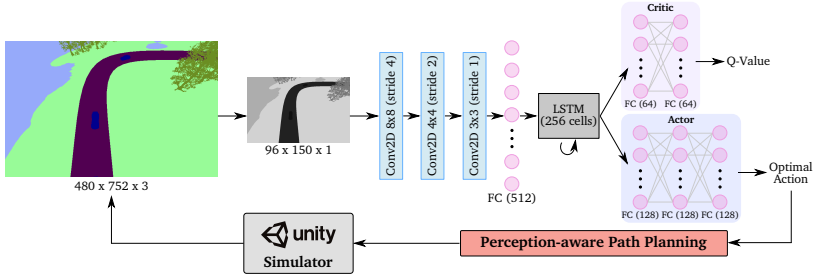 480 x 752 x 3
96 x 150 x 1
Conv2D 8x8 (stride 4)
Conv2D 4x4 (stride 2)
Conv2D 3x3 (stride 1)
FC (512)
LSTM
(256 cells)
Critic
FC (64) FC (64)
Q-Value
Actor
FC (128) FC (128) FC (128)
Optimal
Action
Perception-aware Path Planning
unity
Simulator